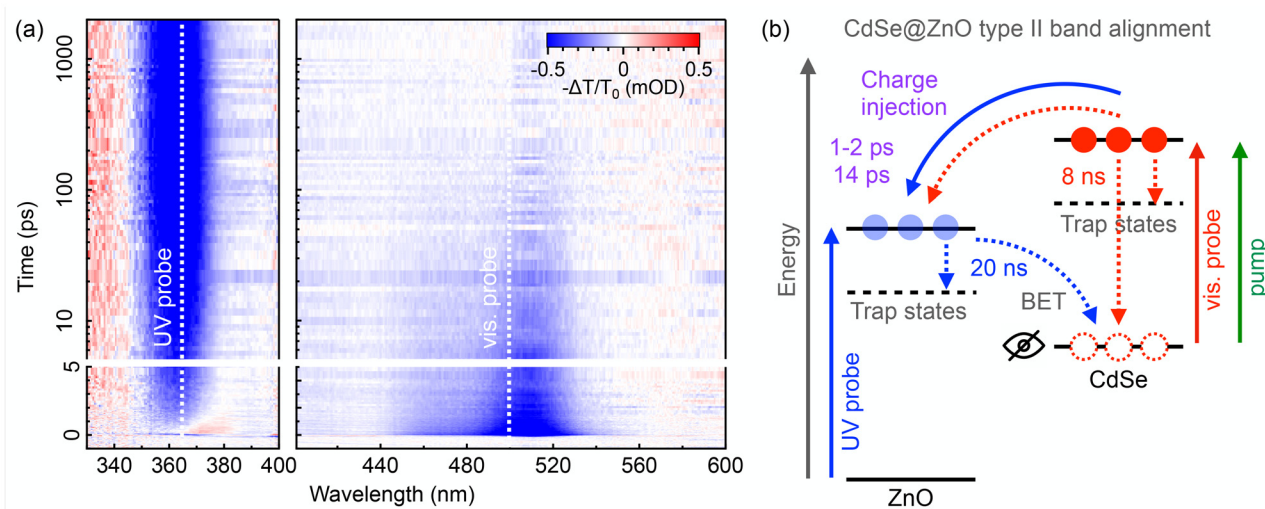 (a)
1000
100
10
5
0
Time (ps)
UV probe
vis. probe
-0.5
0
0.5
-ΔT/T0 (mOD)
340
360
380
400
480
520
560
600
Wavelength (nm)
(b)
CdSe@ZnO type II band alignment
Energy
Charge
injection
1-2 ps
14 ps
8 ns
Trap states
20 ns
Trap states
BET
UV probe
vis. probe
pump
CdSe
ZnO